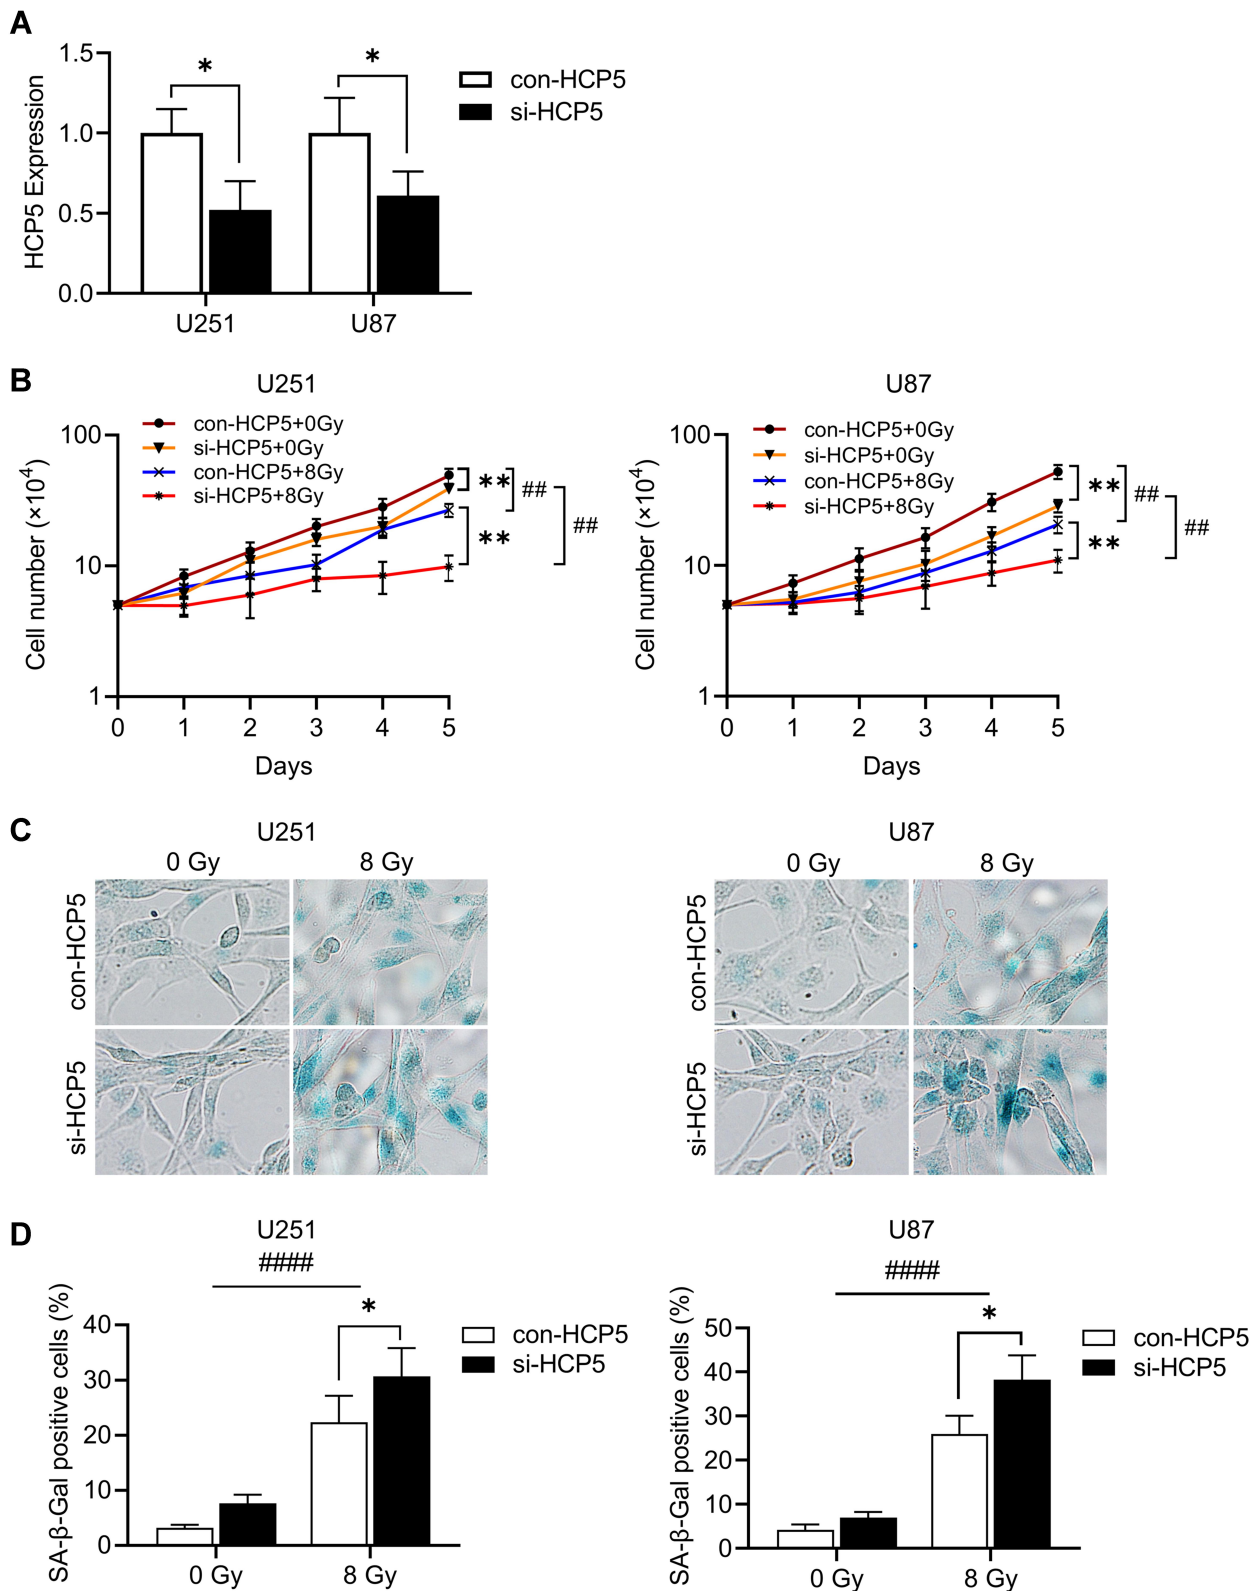 A
1.5
1.0
0.5
0.0
HCP5 Expression
*
*
con-HCP5
si-HCP5
U251
U87
B
U251
con-HCP5+0Gy
si-HCP5+0Gy
con-HCP5+8Gy
si-HCP5+8Gy
100
10
1
Cell number (×10⁴)
**
##
##
**
0 1 2 3 4 5
Days
U87
con-HCP5+0Gy
si-HCP5+0Gy
con-HCP5+8Gy
si-HCP5+8Gy
100
10
1
Cell number (×10⁴)
**
##
##
**
0 1 2 3 4 5
Days
C
U251
0 Gy 8 Gy
con-HCP5
si-HCP5
U87
0 Gy 8 Gy
con-HCP5
si-HCP5
D
U251
####
*
40
30
20
10
0
SA-β-Gal positive cells (%)
con-HCP5
si-HCP5
0 Gy 8 Gy
U87
####
*
50
40
30
20
10
0
SA-β-Gal positive cells (%)
con-HCP5
si-HCP5
0 Gy 8 Gy